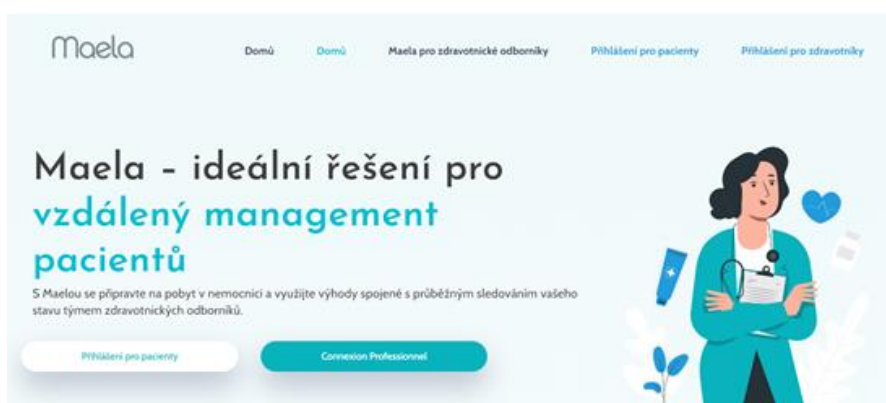 Maela
Domů Domů Maela pro zdravotnické odborníky Přihlášení pro pacienty Přihlášení pro zdravotníky
Maela – ideální řešení pro
vzdálený management
pacientů
S Maelou se připravte na pobyt v nemocnici a využijte výhody spojené s průběžným sledováním vašeho
stavu týmem zdravotnických odborníků.
Přihlášení pro pacienty Connexion Professionnel